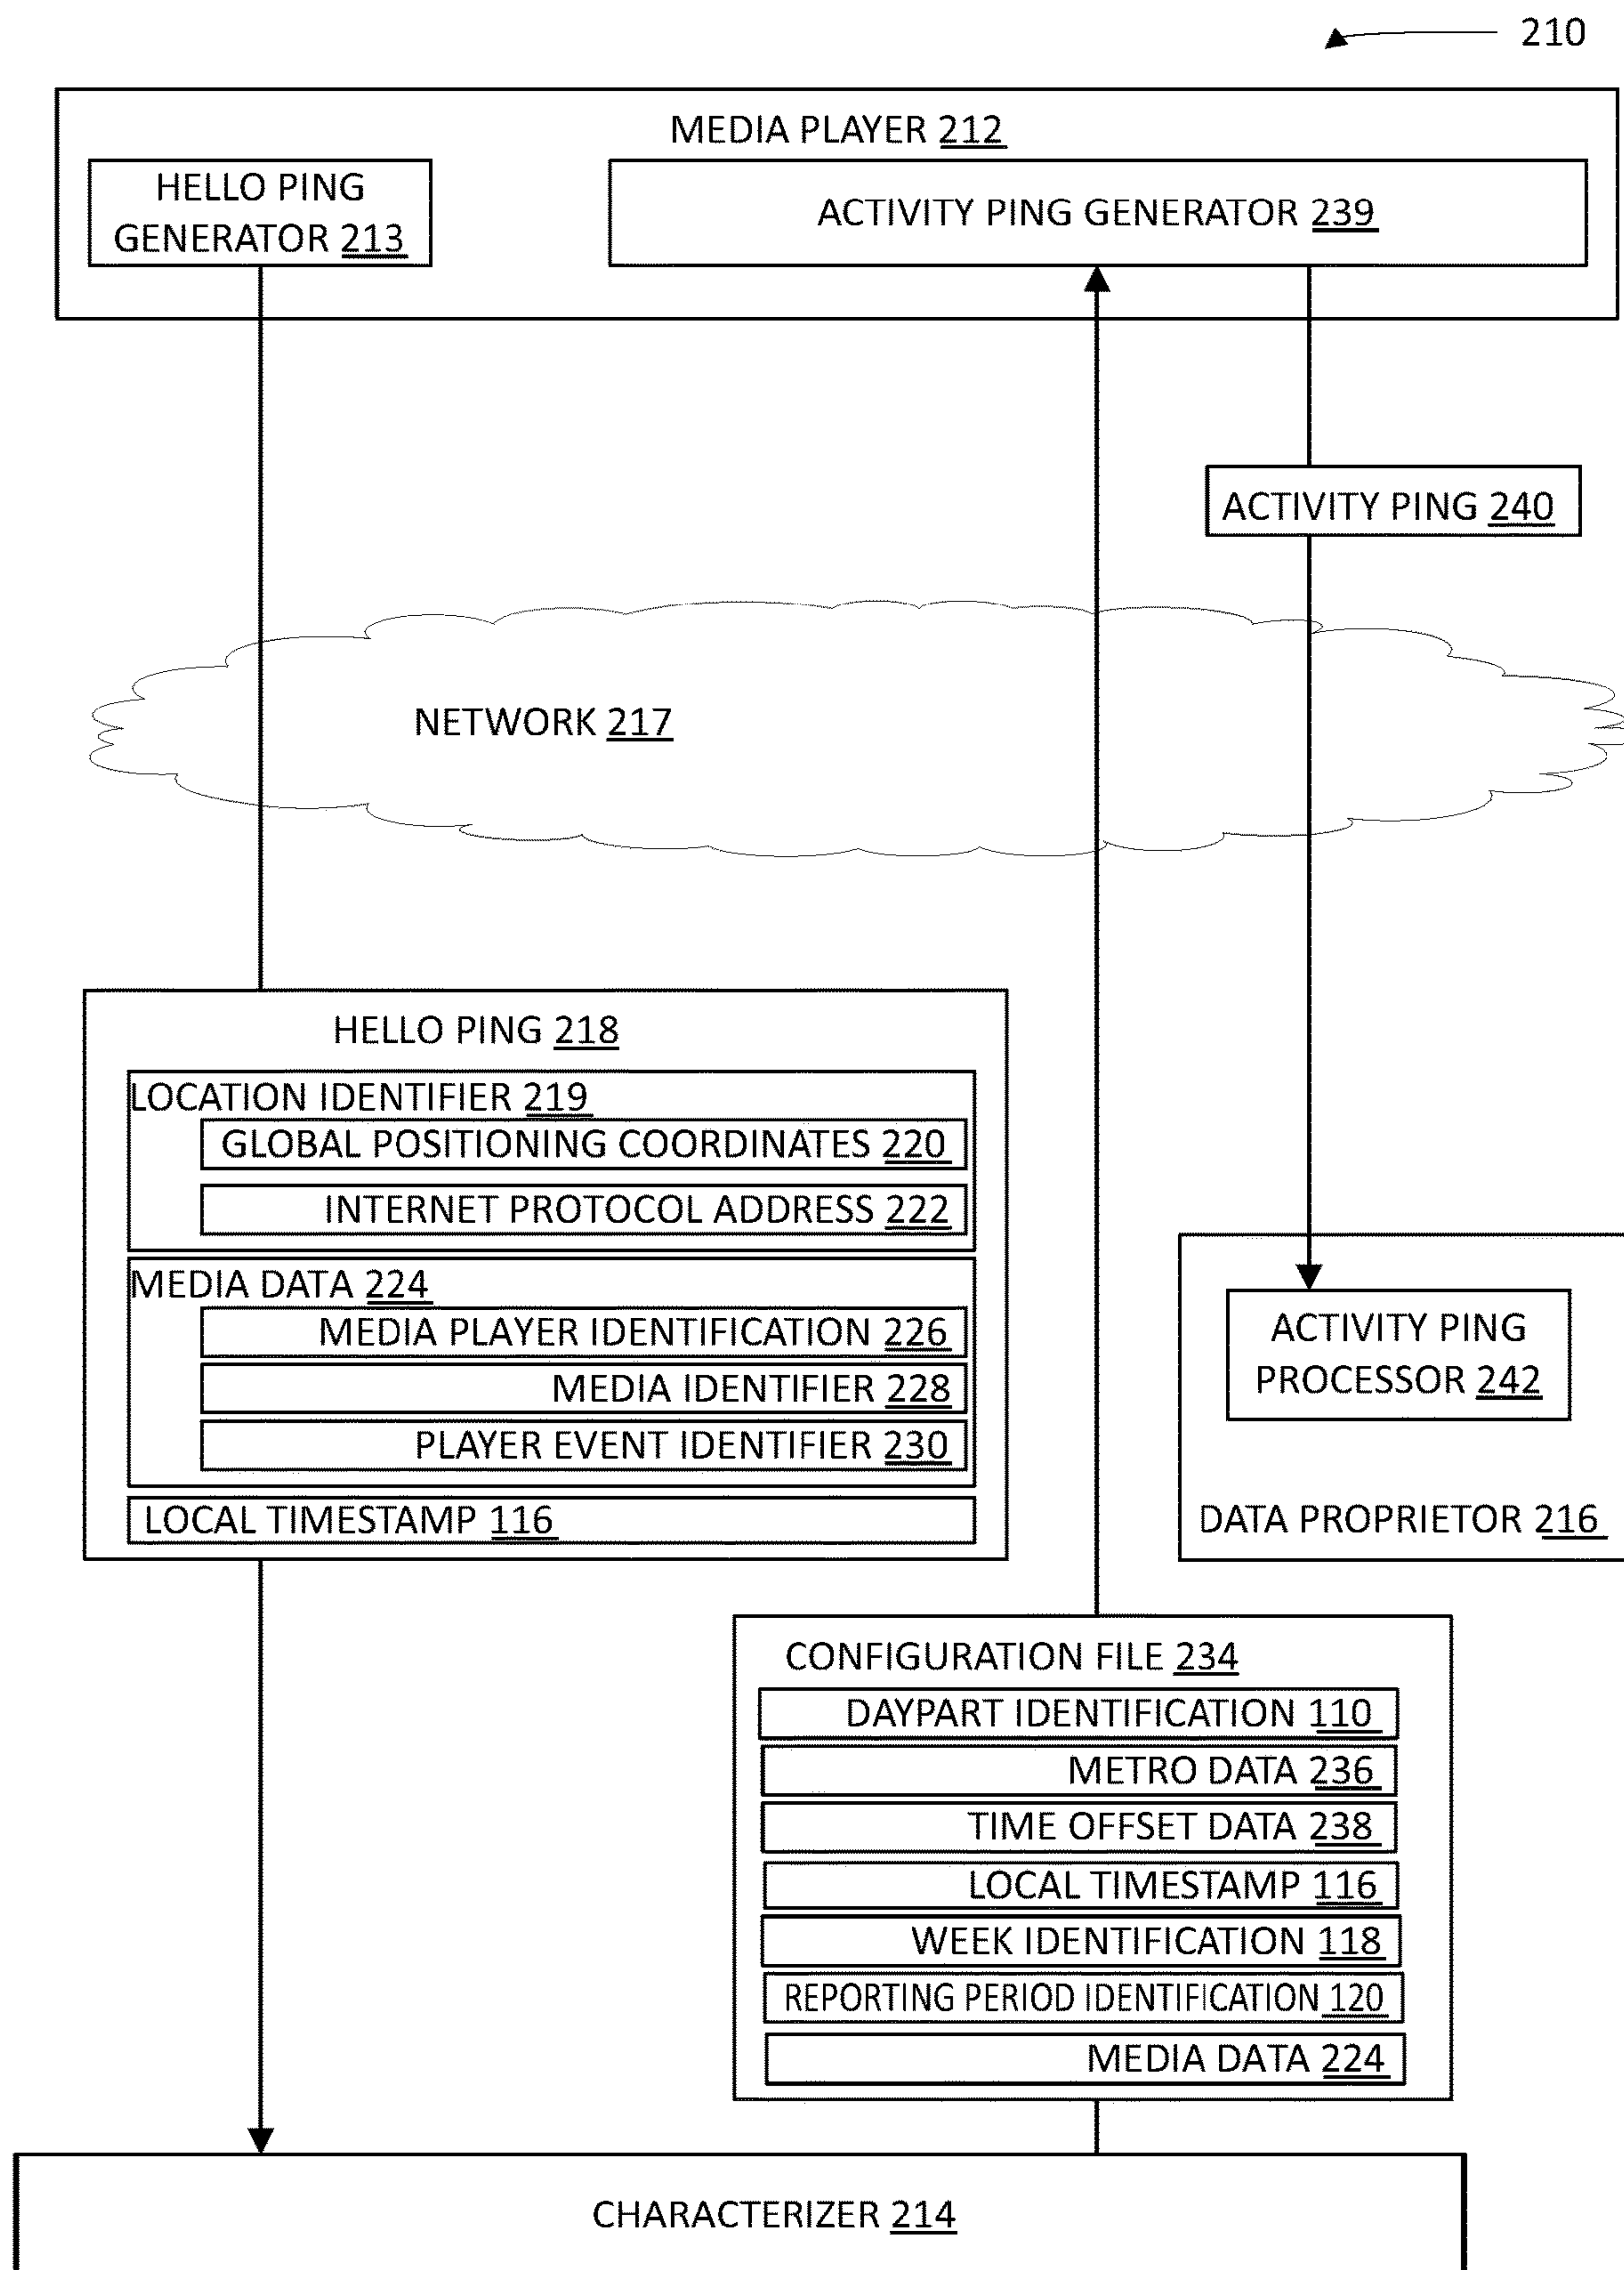 210
MEDIA PLAYER 212
HELLO PING
GENERATOR 213
ACTIVITY PING GENERATOR 239
ACTIVITY PING 240
NETWORK 217
HELLO PING 218
LOCATION IDENTIFIER 219
GLOBAL POSITIONING COORDINATES 220
INTERNET PROTOCOL ADDRESS 222
MEDIA DATA 224
MEDIA PLAYER IDENTIFICATION 226
MEDIA IDENTIFIER 228
PLAYER EVENT IDENTIFIER 230
LOCAL TIMESTAMP 116
ACTIVITY PING
PROCESSOR 242
DATA PROPRIETOR 216
CONFIGURATION FILE 234
DAYPART IDENTIFICATION 110
METRO DATA 236
TIME OFFSET DATA 238
LOCAL TIMESTAMP 116
WEEK IDENTIFICATION 118
REPORTING PERIOD IDENTIFICATION 120
MEDIA DATA 224
CHARACTERIZER 214